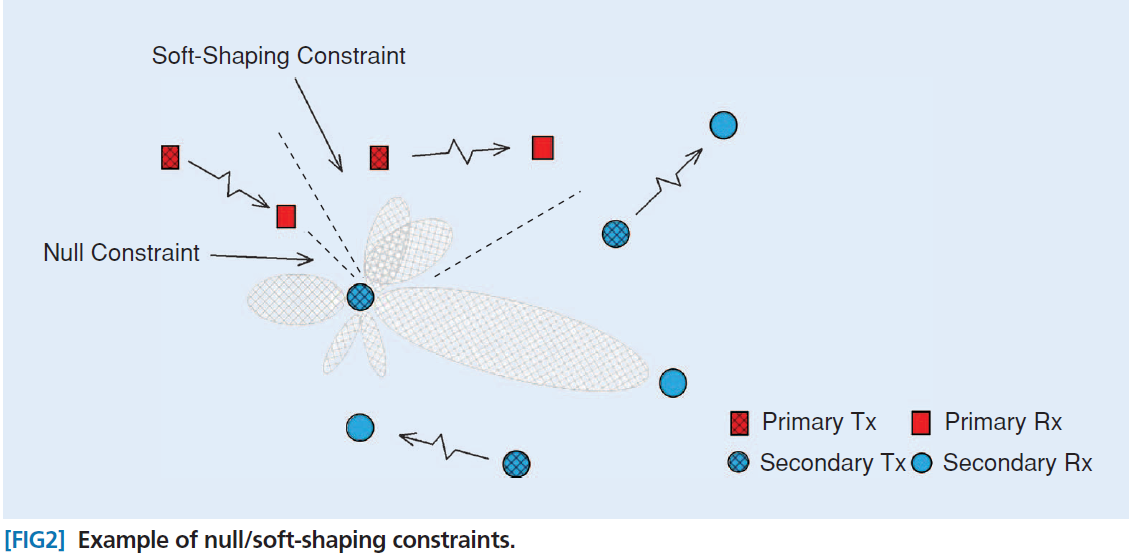 Soft-Shaping Constraint
Null Constraint
Primary Tx
Primary Rx
Secondary Tx
Secondary Rx
[FIG2] Example of null/soft-shaping constraints.